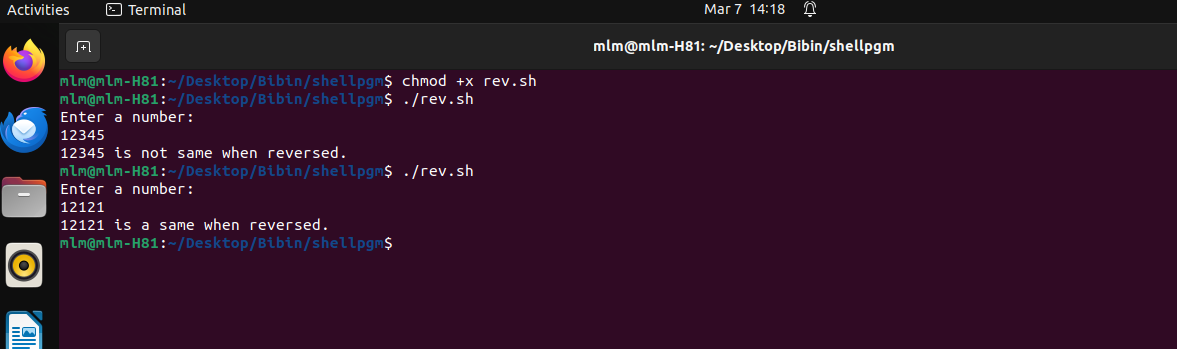 Activities
Terminal
Mar 7 14:18
mlm@mlm-H81: ~/Desktop/Bibin/shellpgm
mlm@mlm-H81:~/Desktop/Bibin/shellpgm$ chmod +x rev.sh
mlm@mlm-H81:~/Desktop/Bibin/shellpgm$ ./rev.sh
Enter a number:
12345
12345 is not same when reversed.
mlm@mlm-H81:~/Desktop/Bibin/shellpgm$ ./rev.sh
Enter a number:
12121
12121 is a same when reversed.
mlm@mlm-H81:~/Desktop/Bibin/shellpgm$